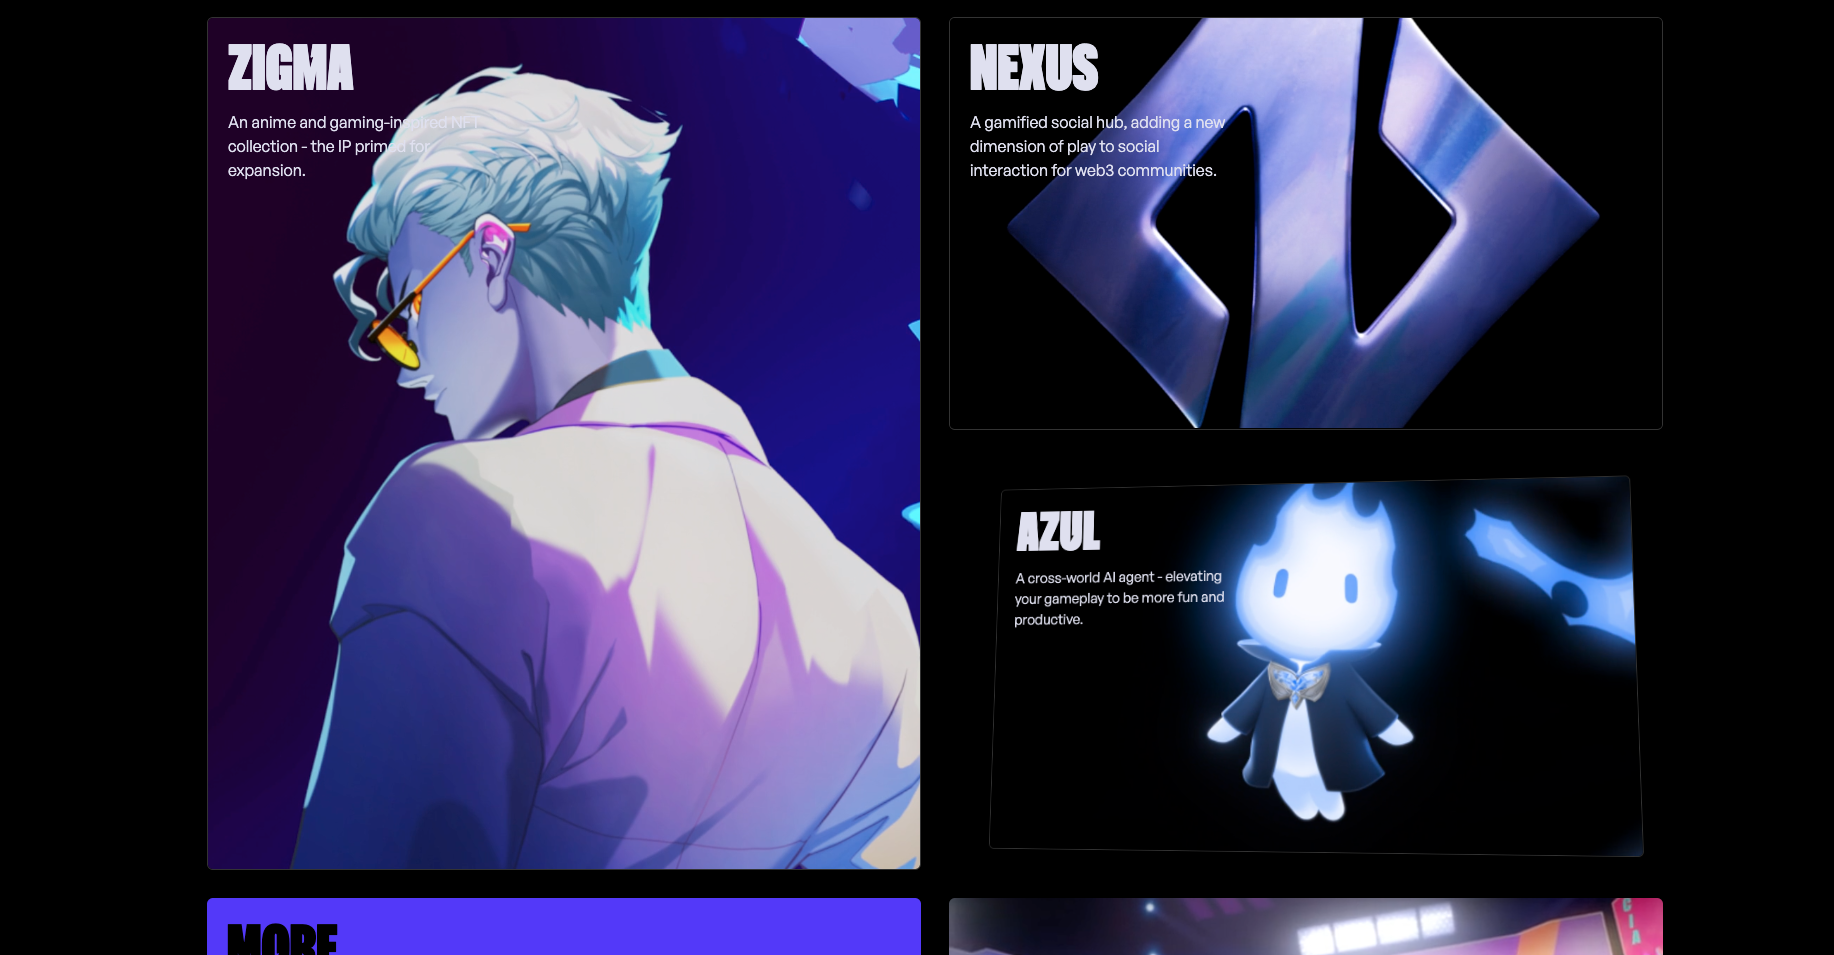 ZIGMA
An anime and gaming-inspired NFT
collection - the IP primed for
expansion.
NEXUS
A gamified social hub, adding a new
dimension of play to social
interaction for web3 communities.
AZUL
A cross-world AI agent - elevating
your gameplay to be more fun and
productive.
MORE